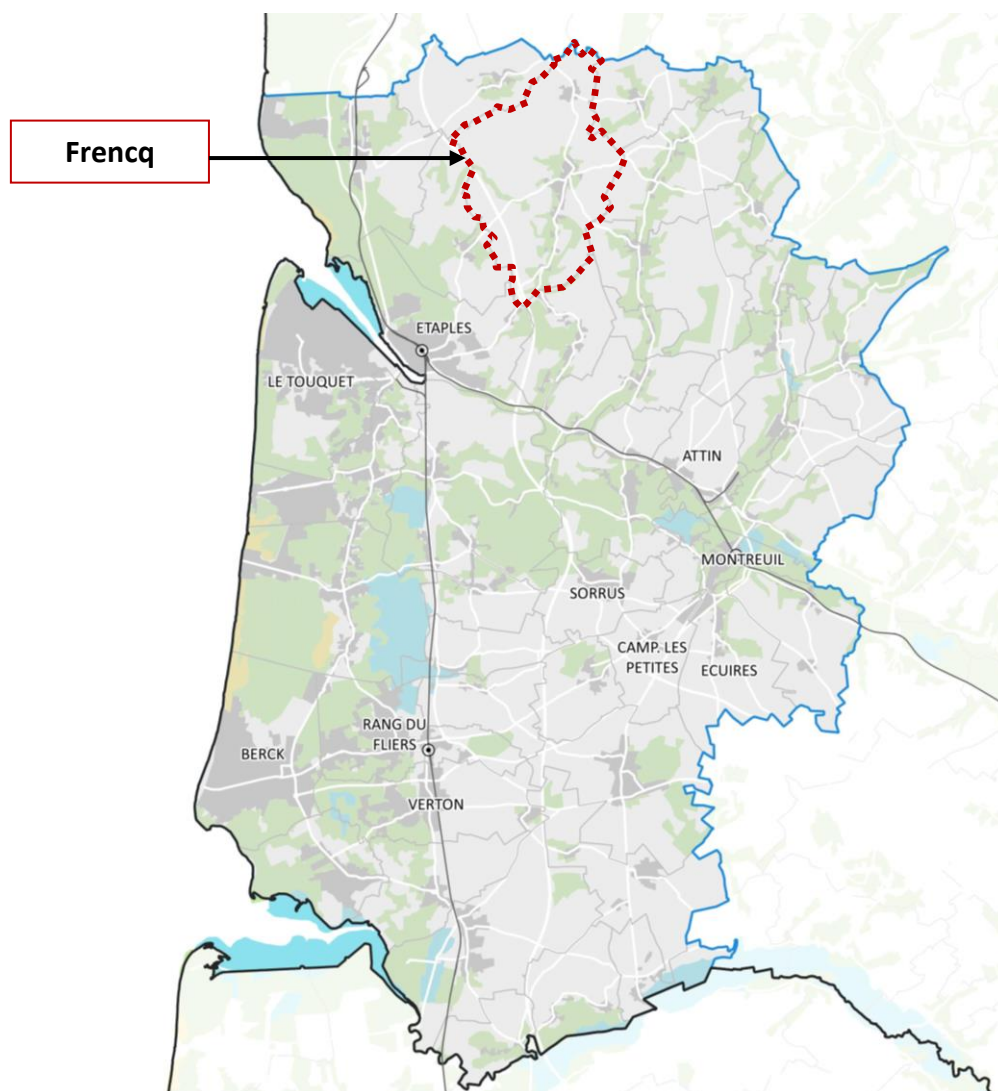 Frencq
ETAPLES
LE TOUQUET
ATTIN
MONTREUIL
SORRUS
CAMP. LES
PETITES
ECUIRES
RANG DU
FLIERS
BERCK
VERTON